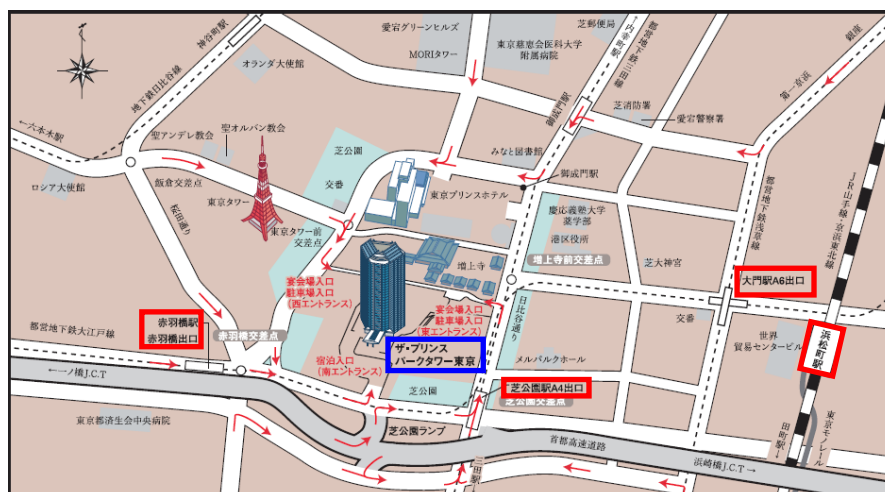 愛宕グリーンヒルズ
MORIタワー
東京慈恵会医科大学
附属病院
芝郵便局
←内幸町駅
都営地下鉄三田線
銀座
第一京浜
神谷町駅
地下鉄日比谷線
オランダ大使館
御成門駅
芝消防署
愛宕警察署
←六本木駅
聖アンデレ教会
聖オルバン教会
芝公園
みなと図書館
ロシア大使館
飯倉交差点
交番
東京プリンスホテル
御成門駅
桜田通り
東京タワー
東京タワー前
交差点
慶応義塾大学
薬学部
港区役所
増上寺
増上寺前交差点
芝大神宮
都営地下鉄浅草線
JR山手線・京浜東北線
宴会場入口
駐車場入口
(西エントランス)
大門駅A6出口
都営地下鉄大江戸線
赤羽橋駅
赤羽橋出口
赤羽橋交差点
宴会場入口
駐車場入口
(東エントランス)
日比谷通り
交番
世界
貿易センタービル
浜松町駅
宿泊入口
(南エントランス)
ザ・プリンス
パークタワー東京
メルパルクホール
←一ノ橋J.C.T
芝公園
芝公園駅A4出口
芝公園交差点
東京都済生会中央病院
芝公園ランプ
首都高速道路
三田駅
浜崎橋J.C.T
田町駅→
東京モノレール